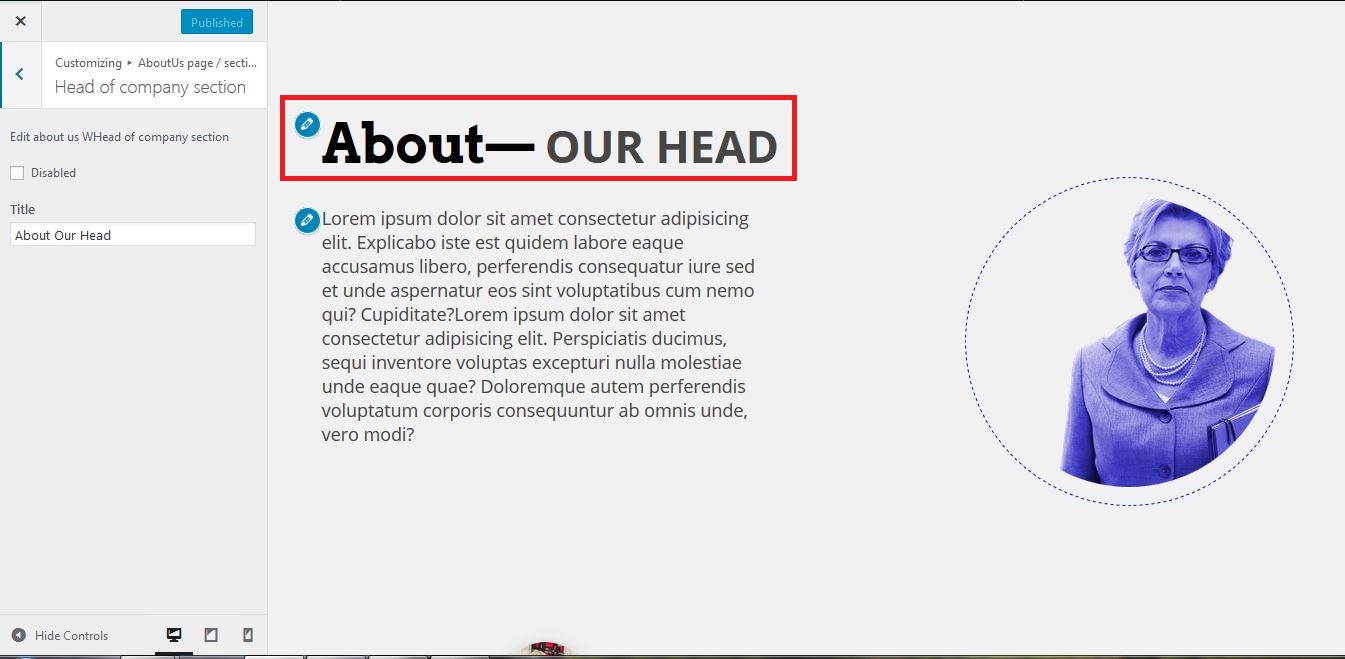 Published
Customizing ▸ AboutUs page / secti...
Head of company section
Edit about us WHead of company section
Disabled
Title
About Our Head
Hide Controls
About— OUR HEAD
Lorem ipsum dolor sit amet consectetur adipisicing
elit. Explicabo iste est quidem labore eaque
accusamus libero, perferendis consequatur iure sed
et unde aspernatur eos sint voluptatibus cum nemo
qui? Cupiditate?Lorem ipsum dolor sit amet
consectetur adipisicing elit. Perspiciatis ducimus,
sequi inventore voluptas excepturi nulla molestiae
unde eaque quae? Doloremque autem perferendis
voluptatum corporis consequuntur ab omnis unde,
vero modi?